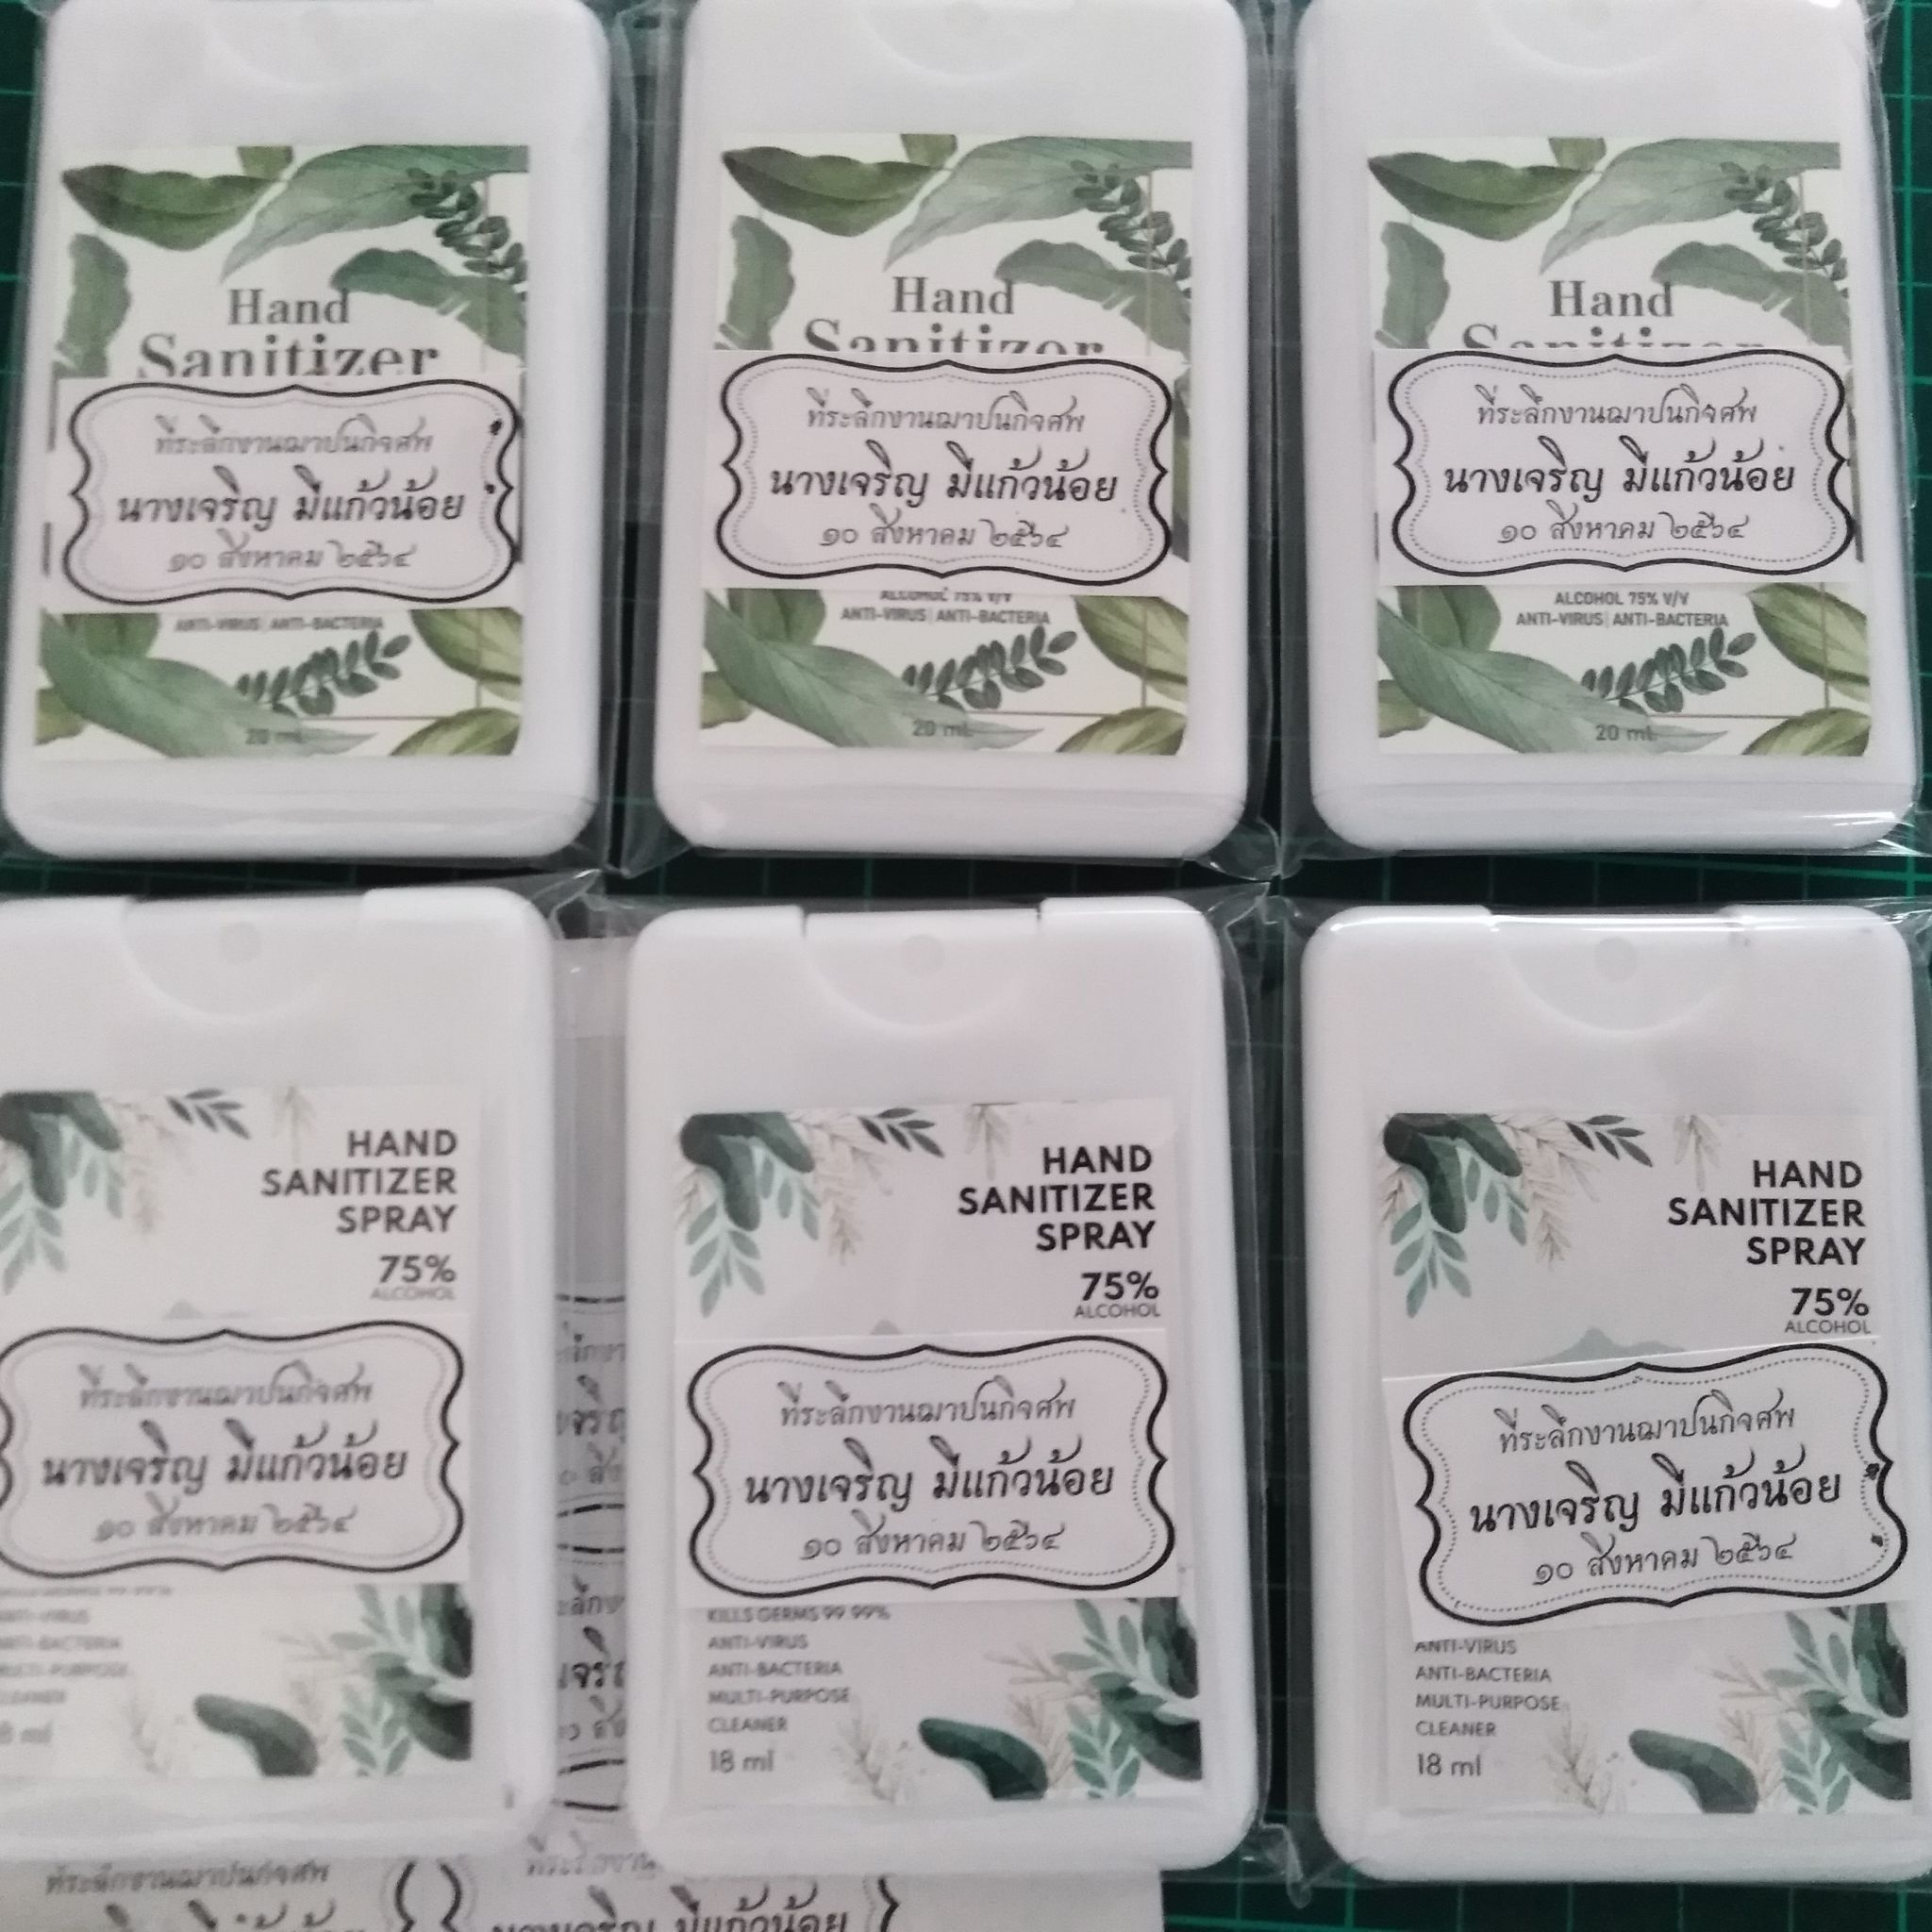 Hand
Sanitizer
ที่ระลึกงานฌาปนกิจศพ
นางเจริญ มีแก้วน้อย
๑๐ สิงหาคม ๒๕๖๔
ANTI-VIRUS | ANTI-BACTERIA
20 mL
Hand
Sanitizer
ที่ระลึกงานฌาปนกิจศพ
นางเจริญ มีแก้วน้อย
๑๐ สิงหาคม ๒๕๖๔
ALCOHOL 75% V/V
ANTI-VIRUS | ANTI-BACTERIA
20 mL
Hand
Sanitizer
ที่ระลึกงานฌาปนกิจศพ
นางเจริญ มีแก้วน้อย
๑๐ สิงหาคม ๒๕๖๔
ALCOHOL 75% V/V
ANTI-VIRUS | ANTI-BACTERIA
20 mL
HAND
SANITIZER
SPRAY
75%
ALCOHOL
ที่ระลึกงานฌาปนกิจศพ
นางเจริญ มีแก้วน้อย
๑๐ สิงหาคม ๒๕๖๔
HAND
SANITIZER
SPRAY
75%
ALCOHOL
ที่ระลึกงานฌาปนกิจศพ
นางเจริญ มีแก้วน้อย
๑๐ สิงหาคม ๒๕๖๔
KILLS GERMS 99.99%
ANTI-VIRUS
ANTI-BACTERIA
MULTI-PURPOSE
CLEANER
18 ml
HAND
SANITIZER
SPRAY
75%
ALCOHOL
ที่ระลึกงานฌาปนกิจศพ
นางเจริญ มีแก้วน้อย
๑๐ สิงหาคม ๒๕๖๔
ANTI-VIRUS
ANTI-BACTERIA
MULTI-PURPOSE
CLEANER
18 ml
ที่ระลึกงานฌาปนกิจศพ
นางเจริญ มีแก้วน้อย